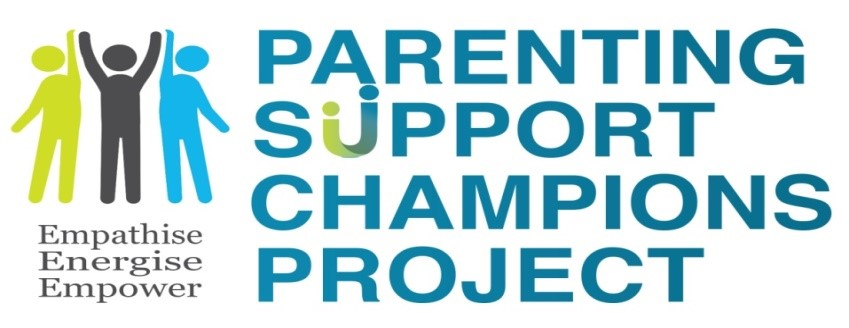 PARENTING
SUPPORT
CHAMPIONS
PROJECT
Empathise
Energise
Empower